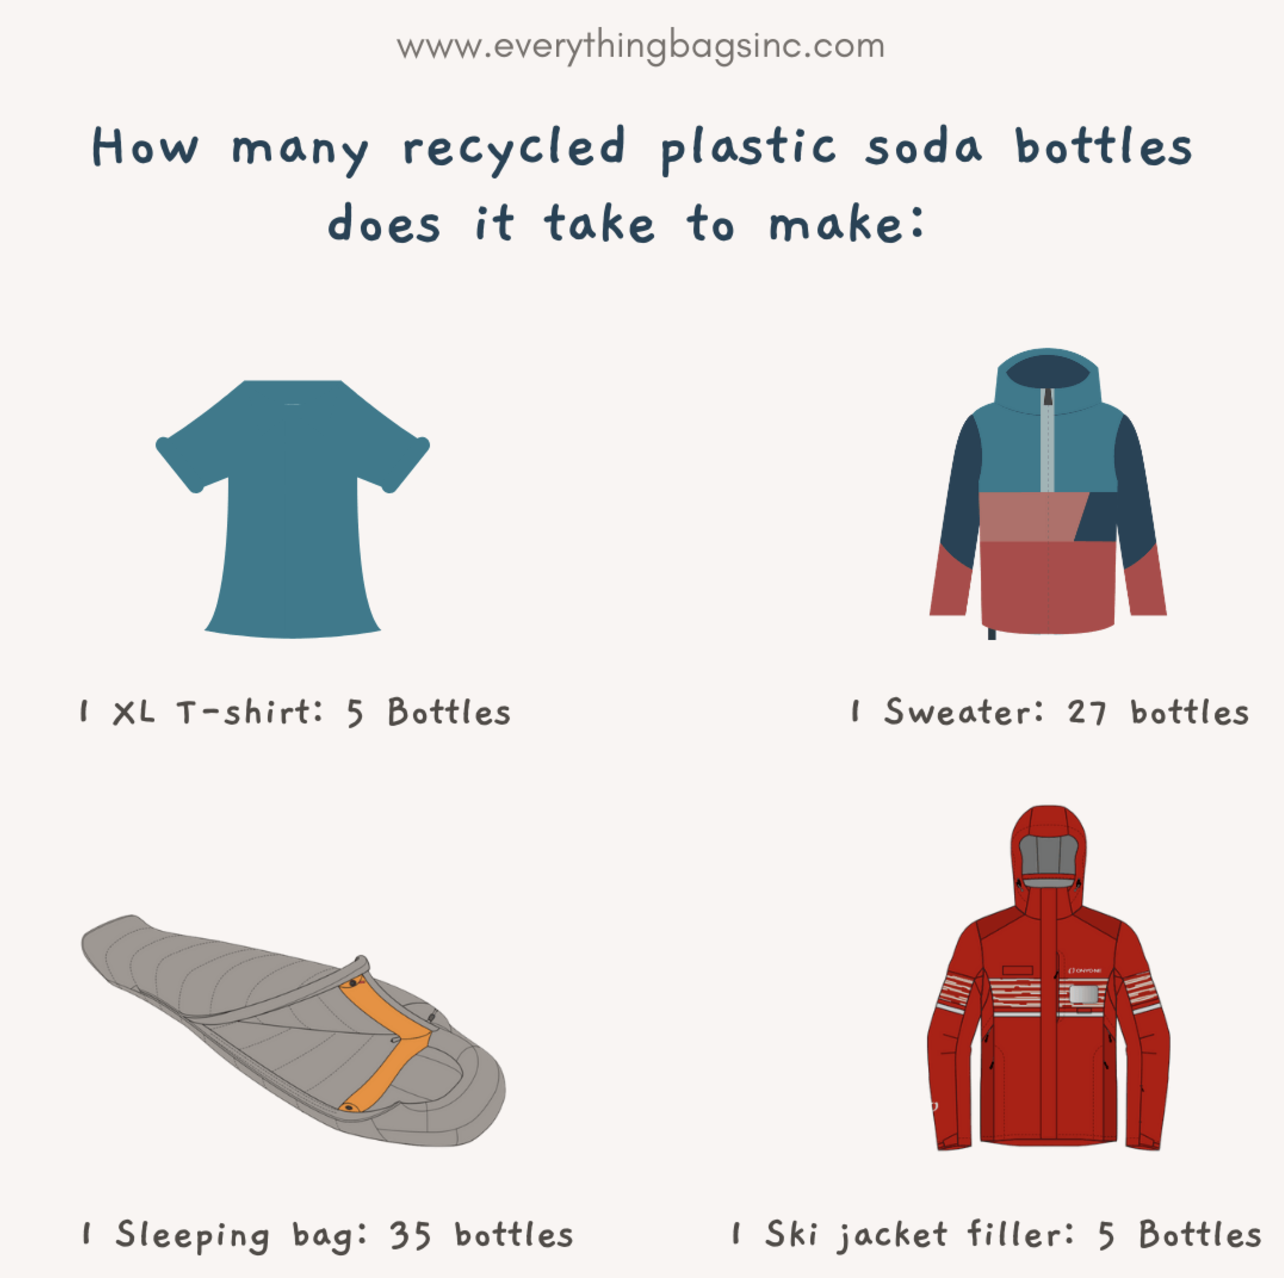 www.everythingbagsinc.com
How many recycled plastic soda bottles
does it take to make:
1 XL T-shirt: 5 Bottles
1 Sweater: 27 bottles
1 Sleeping bag: 35 bottles
1 Ski jacket filler: 5 Bottles